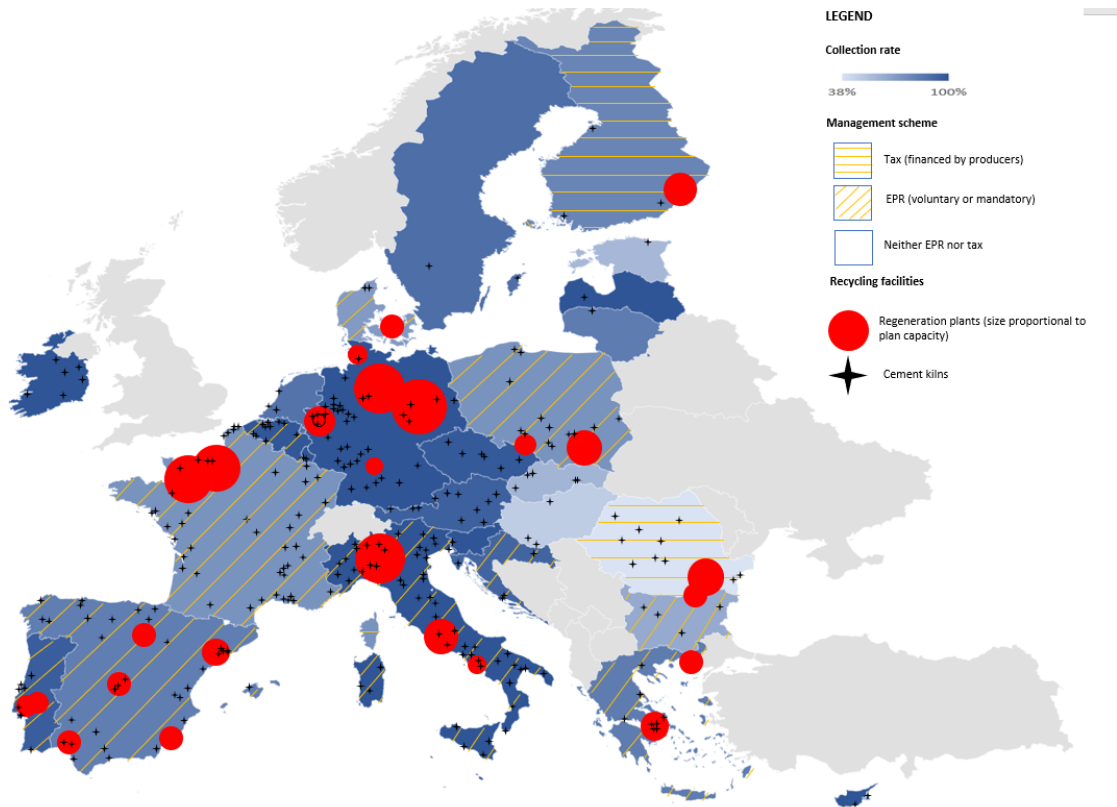 LEGEND
Collection rate
38% 100%
Management scheme
Tax (financed by producers)
EPR (voluntary or mandatory)
Neither EPR nor tax
Recycling facilities
Regeneration plants (size proportional to
plan capacity)
Cement kilns